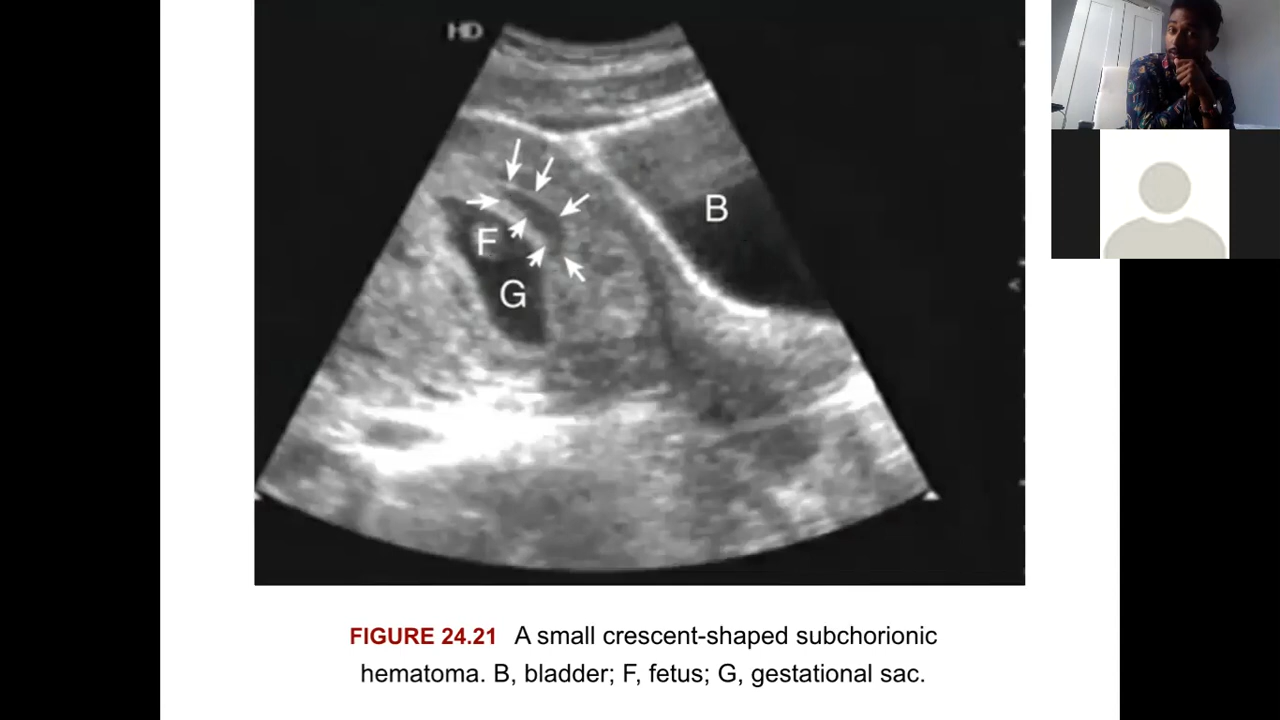 HD
B
F
G
FIGURE 24.21 A small crescent-shaped subchorionic
hematoma. B, bladder; F, fetus; G, gestational sac.